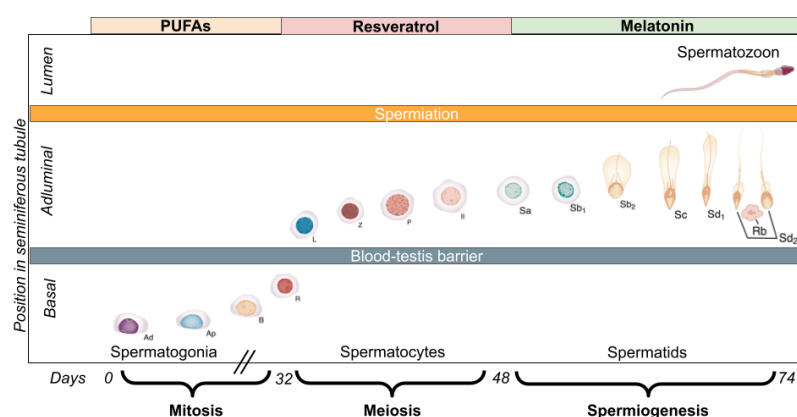 PUFAs Resveratrol Melatonin
Position in seminiferous tubule
Lumen
Spermatozoon
Spermiation
Adluminal
L Z P II Sa Sb1 Sb2 Sc Sd1 Rb Sd2
Blood-testis barrier
Basal
Ad Ap B R
Spermatogonia Spermatocytes Spermatids
Days 0 32 48 74
Mitosis Meiosis Spermiogenesis